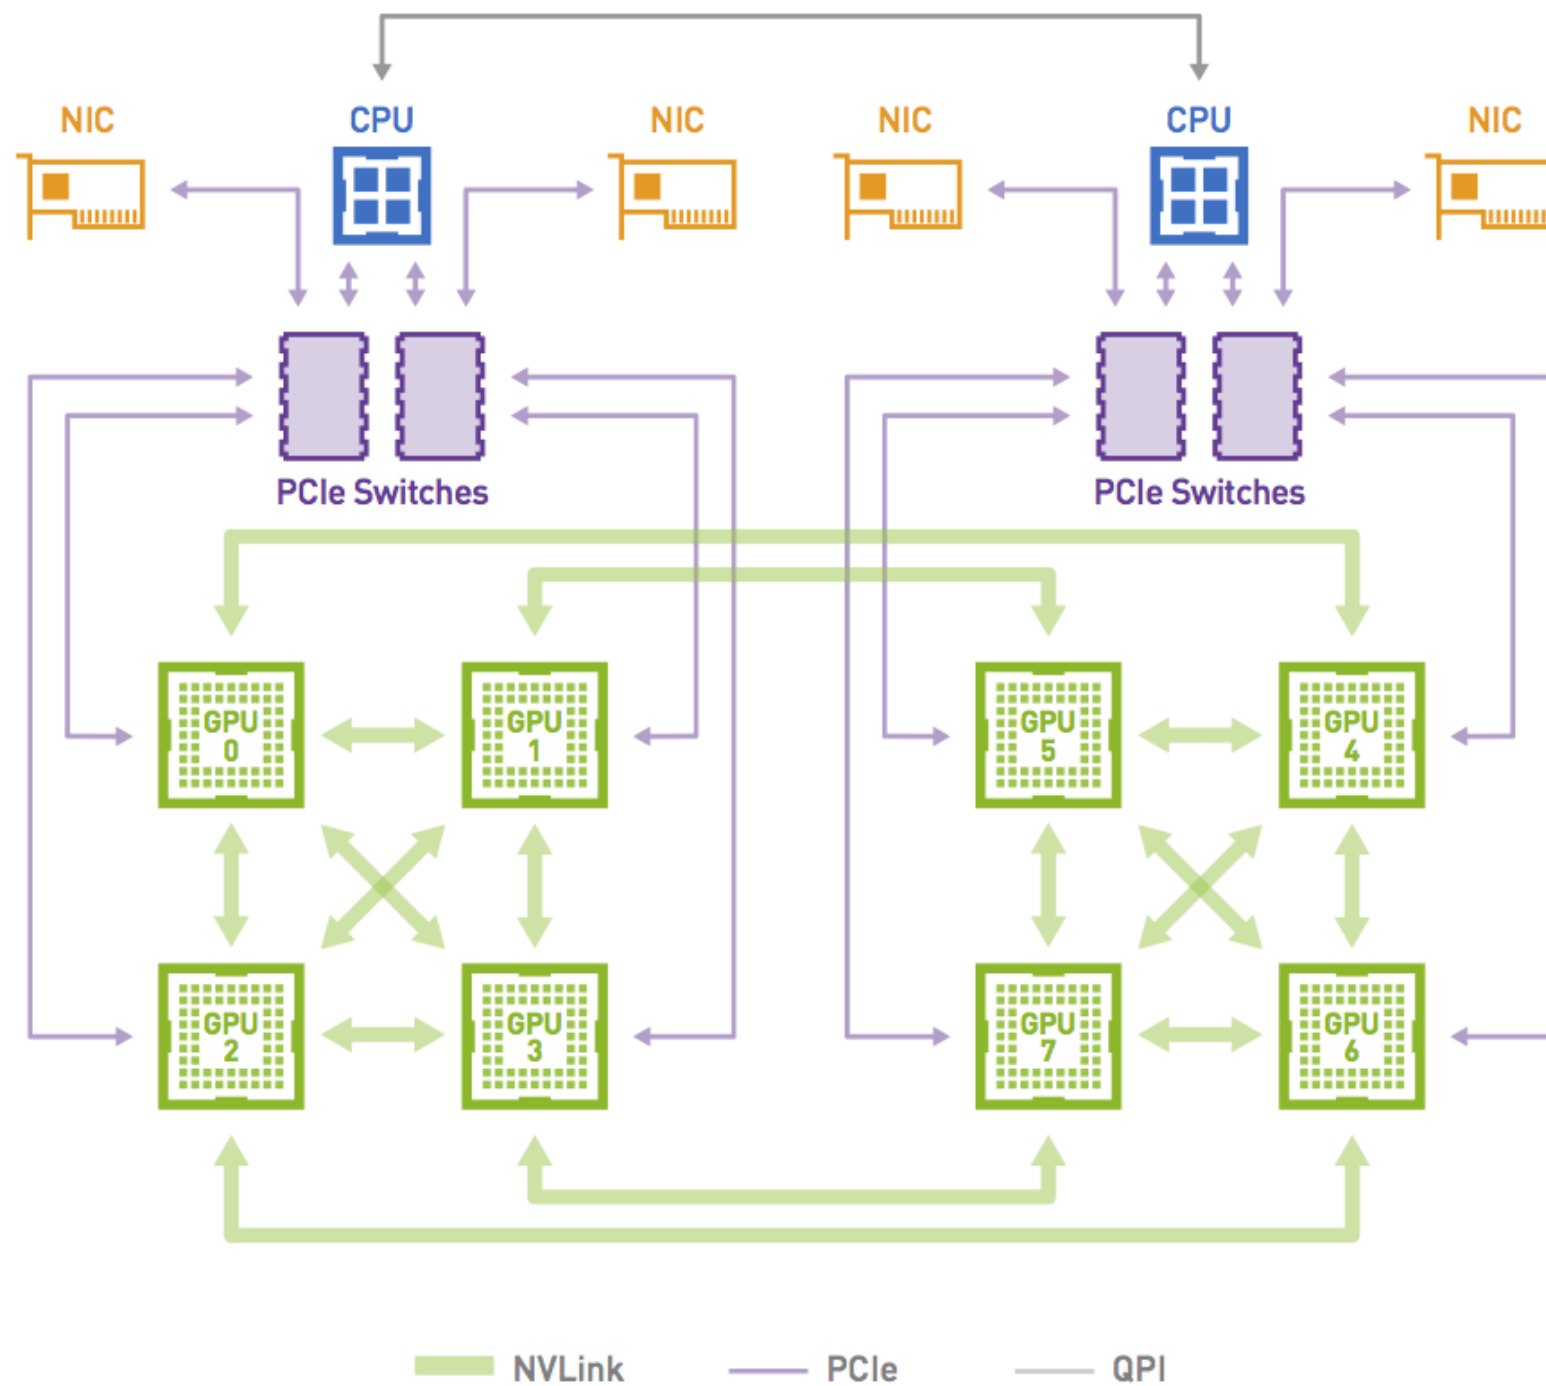 NIC
CPU
NIC
NIC
CPU
NIC
PCIe Switches
PCIe Switches
GPU
0
GPU
1
GPU
5
GPU
4
GPU
2
GPU
3
GPU
7
GPU
6
NVLink
PCIe
QPI